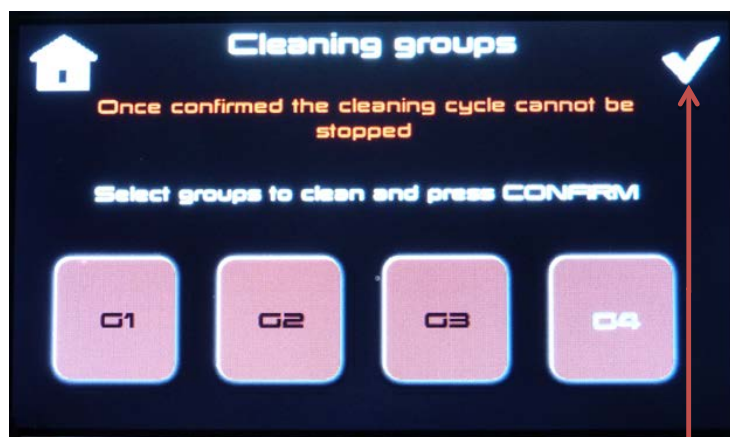 Cleaning groups
Once confirmed the cleaning cycle cannot be
stopped
Select groups to clean and press CONFIRM
G1 G2 G3 G4